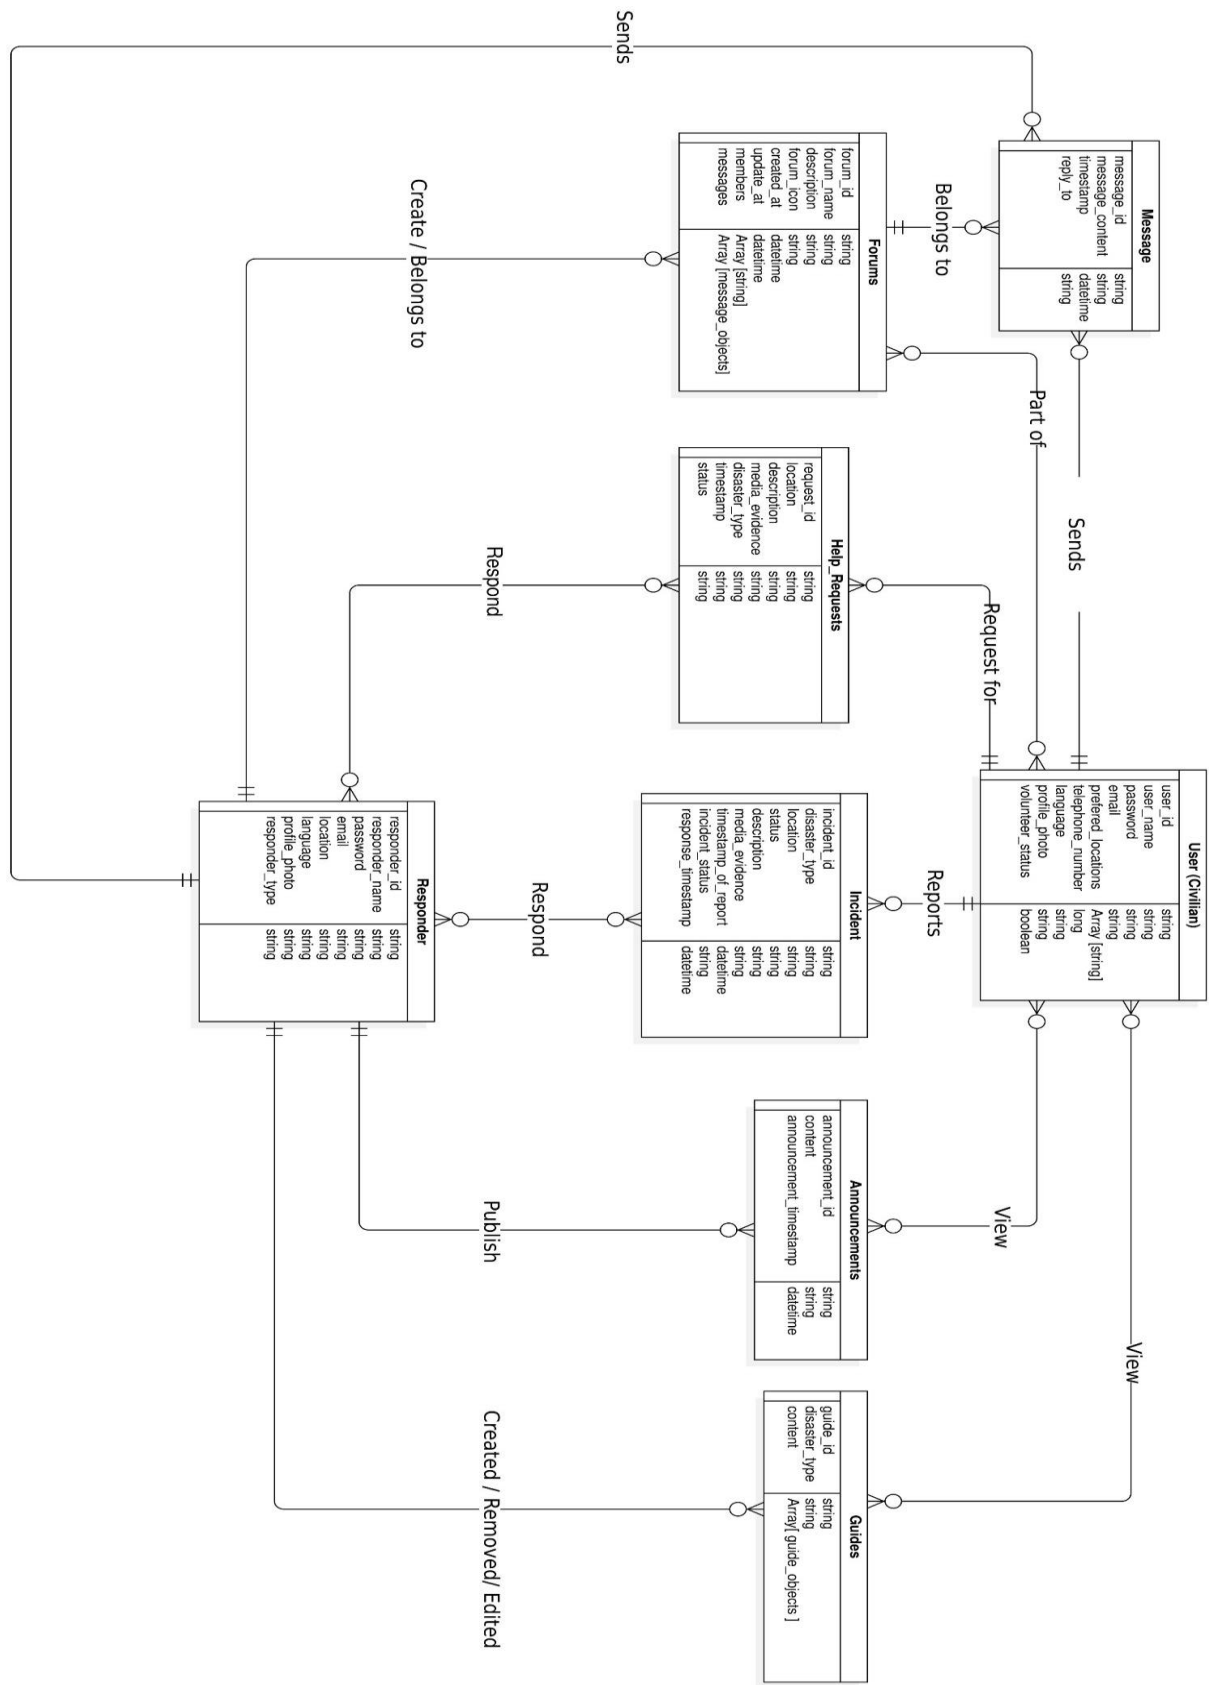 Sends
Message
message_id string
message_content string
timestamp datetime
reply_to string
Belongs to
Sends
Part of
Forums
forum_id string
forum_name string
description string
forum_icon string
created_at datetime
update_at datetime
members Array [string]
messages Array [message_objects]
Create / Belongs to
Request for
Help_Requests
request_id string
location string
description string
media_evidence string
disaster_type string
timestamp string
status string
Respond
User (Civilian)
user_id string
user_name string
password string
email string
prefered_locations Array [string]
telephone_number long
language string
profile_photo string
volunteer_status boolean
Reports
Incident
incident_id string
disaster_type string
location string
status string
description string
media_evidence string
timestamp_of_report datetime
incident_status string
response_timestamp datetime
Respond
Responder
responder_id string
responder_name string
password string
email string
location string
language string
profile_photo string
responder_type string
View
Announcements
announcement_id string
content string
announcement_timestamp datetime
Publish
View
Guides
guide_id string
disaster_type string
content Array[ guide_objects ]
Created / Removed/ Edited